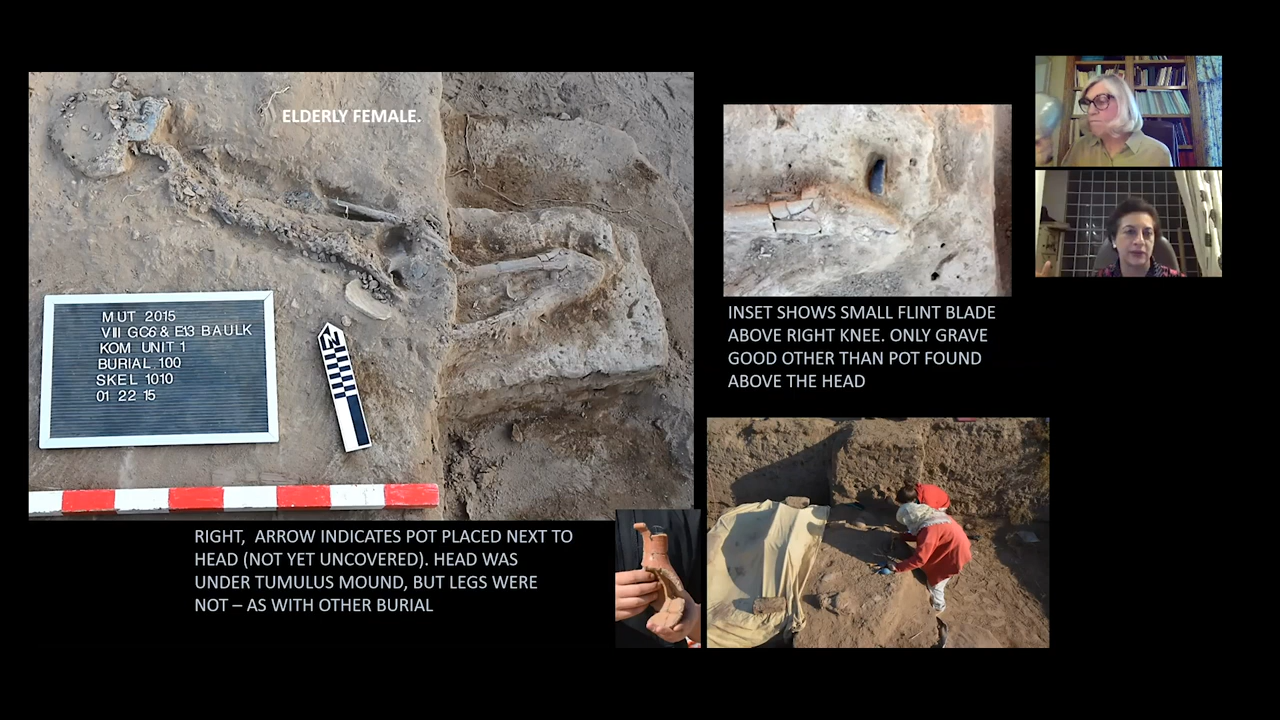 ELDERLY FEMALE.
MUT 2015
VIII GC6 & E13 BAULK
KOM UNIT 1
BURIAL 100
SKEL 1010
01 22 15
N
INSET SHOWS SMALL FLINT BLADE
ABOVE RIGHT KNEE. ONLY GRAVE
GOOD OTHER THAN POT FOUND
ABOVE THE HEAD
RIGHT, ARROW INDICATES POT PLACED NEXT TO
HEAD (NOT YET UNCOVERED). HEAD WAS
UNDER TUMULUS MOUND, BUT LEGS WERE
NOT – AS WITH OTHER BURIAL